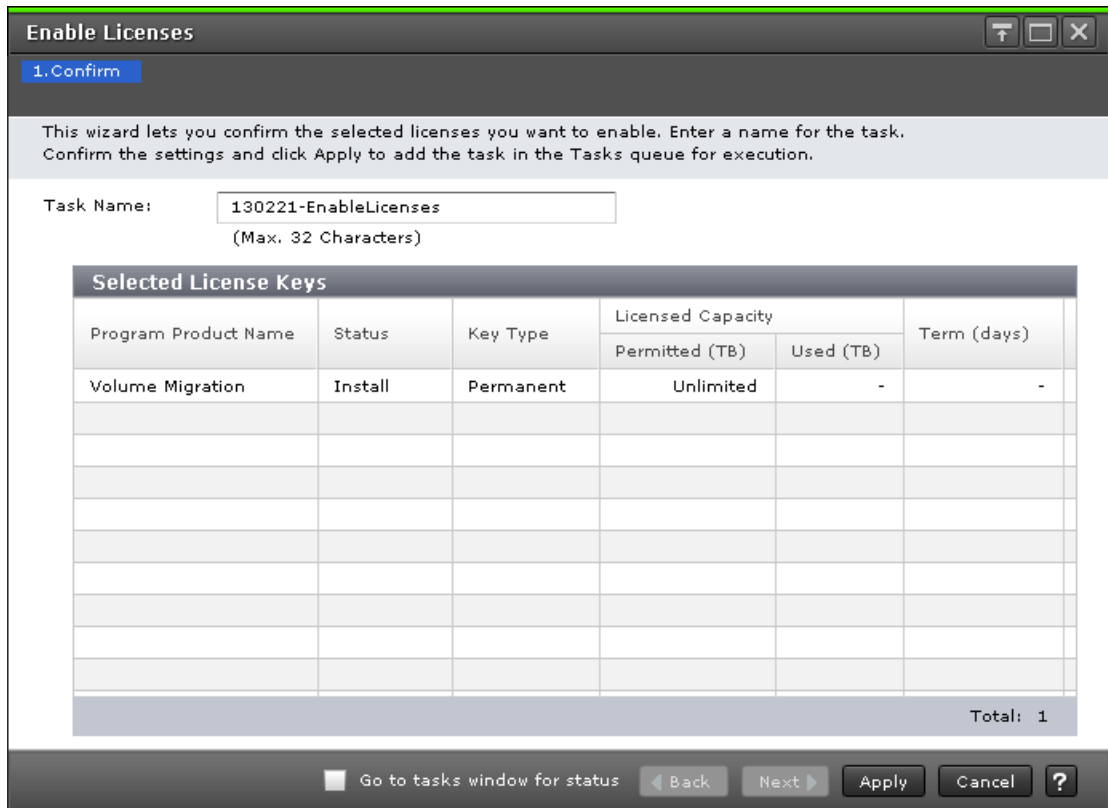 Enable Licenses
1.Confirm
This wizard lets you confirm the selected licenses you want to enable. Enter a name for the task.
Confirm the settings and click Apply to add the task in the Tasks queue for execution.
Task Name: 130221-EnableLicenses
(Max. 32 Characters)
Selected License Keys
Program Product Name Status Key Type Licensed Capacity Term (days)
Permitted (TB) Used (TB)
Volume Migration Install Permanent Unlimited - -
Total: 1
Go to tasks window for status Back Next Apply Cancel ?